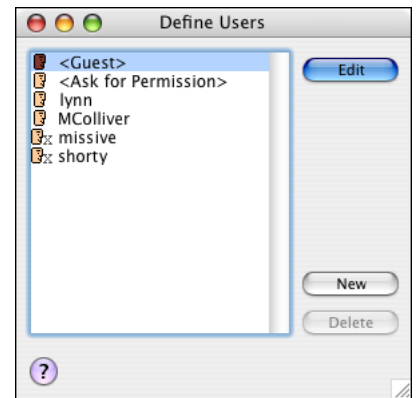 Define Users
<Guest>
<Ask for Permission>
lynn
MColliver
x missive
x shorty
Edit
New
Delete
?